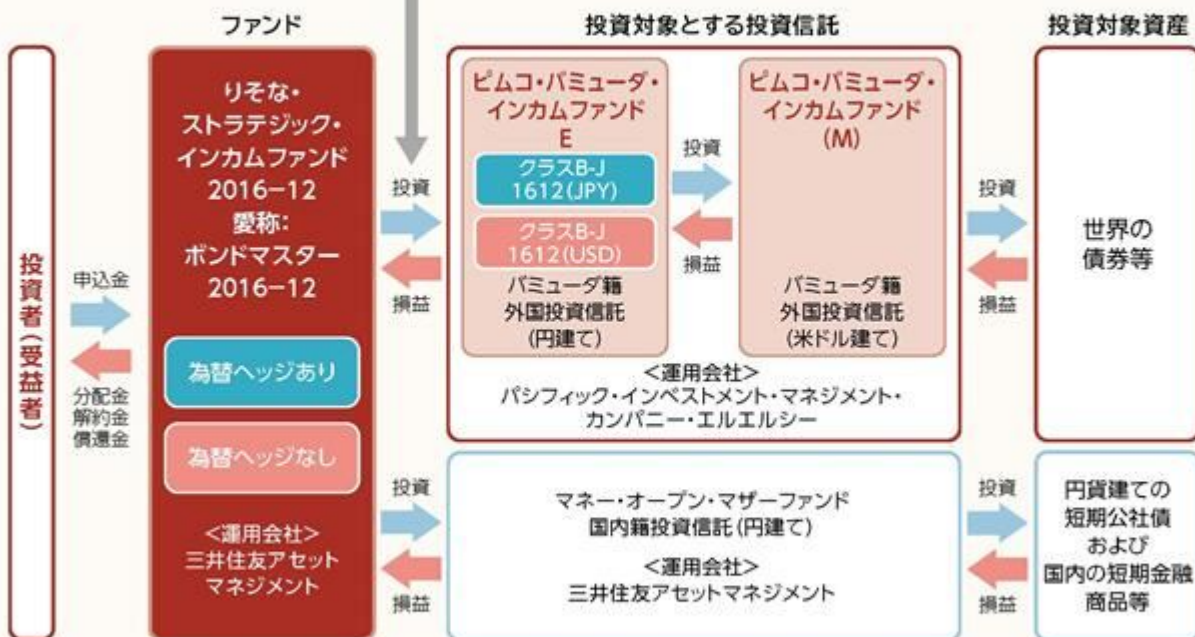 ファンド
投資対象とする投資信託
投資対象資産
投資者(受益者)
申込金
分配金
解約金
償還金
りそな・
ストラテジック・
インカムファンド
2016−12
愛称:
ボンドマスター
2016−12
為替ヘッジあり
為替ヘッジなし
<運用会社>
三井住友アセット
マネジメント
投資
損益
ピムコ・バミューダ・
インカムファンド
E
クラスB-J
1612(JPY)
クラスB-J
1612(USD)
バミューダ籍
外国投資信託
(円建て)
投資
損益
ピムコ・バミューダ・
インカムファンド
(M)
バミューダ籍
外国投資信託
(米ドル建て)
<運用会社>
パシフィック・インベストメント・マネジメント・
カンパニー・エルエルシー
投資
損益
世界の
債券等
投資
損益
マネー・オープン・マザーファンド
国内籍投資信託(円建て)
<運用会社>
三井住友アセットマネジメント
投資
損益
円貨建ての
短期公社債
および
国内の短期金融
商品等